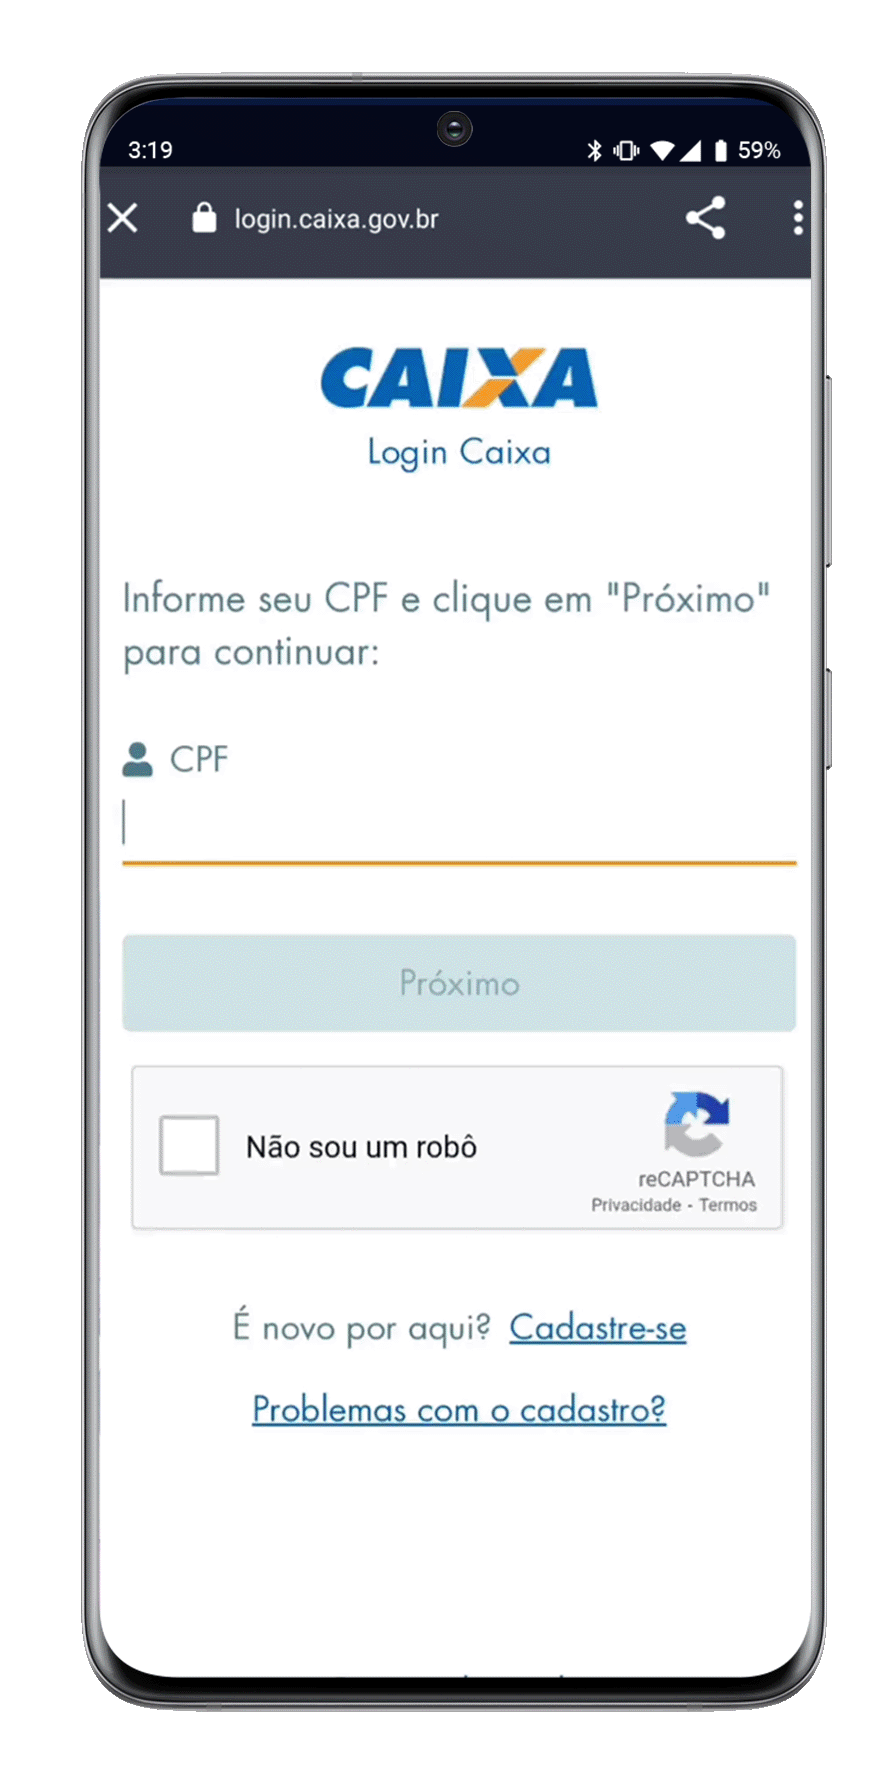 3:19
59%
login.caixa.gov.br
CAIXA
Login Caixa
Informe seu CPF e clique em "Próximo"
para continuar:
CPF
Próximo
Não sou um robô
reCAPTCHA
Privacidade - Termos
É novo por aqui? Cadastre-se
Problemas com o cadastro?